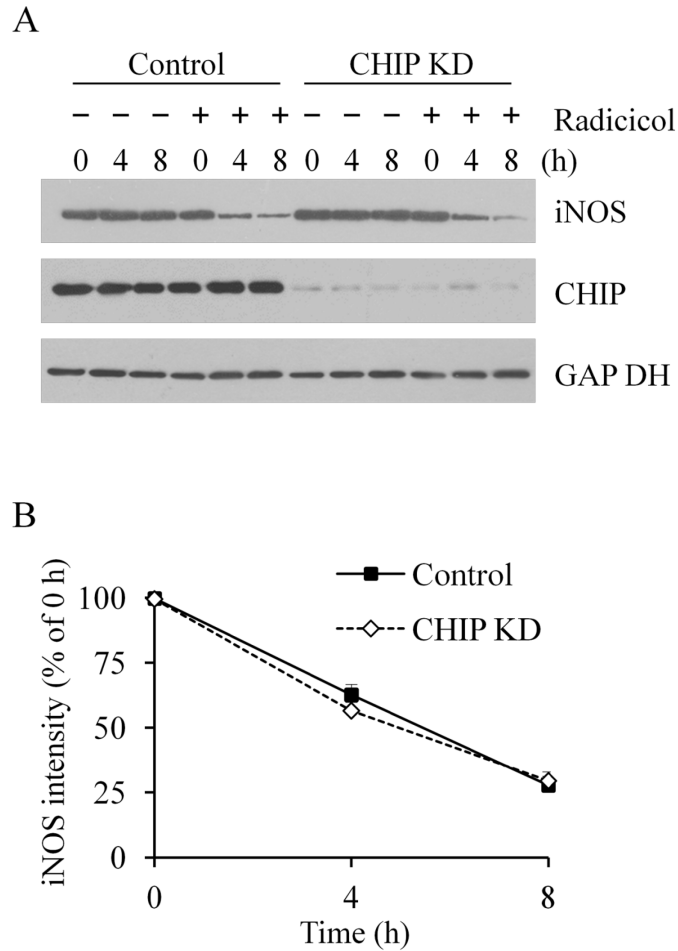 A
Control CHIP KD
− − − + + + − − − + + + Radicicol
0 4 8 0 4 8 0 4 8 0 4 8 (h)
iNOS
CHIP
GAP DH
B
Control
CHIP KD
iNOS intensity (% of 0 h)
100
75
50
25
0
0 4 8
Time (h)